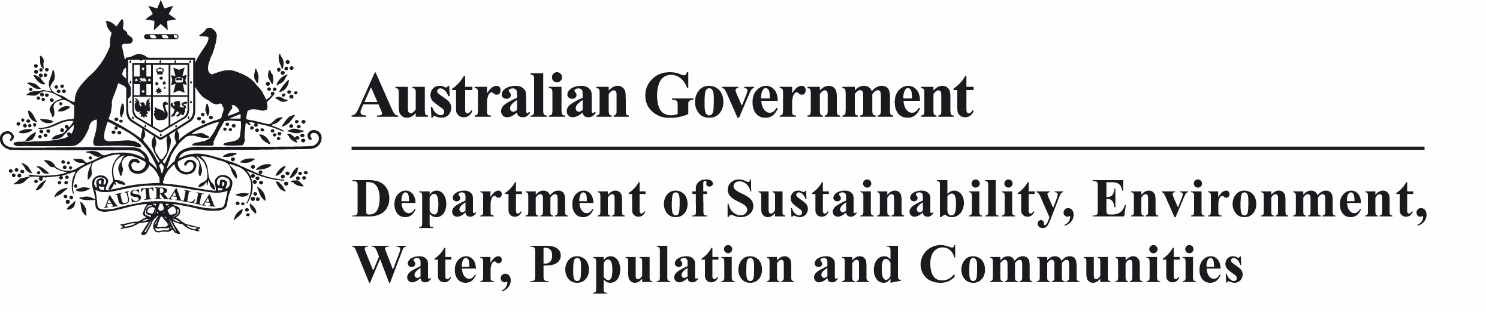 Australian Government
Department of Sustainability, Environment,
Water, Population and Communities
AUSTRALIA